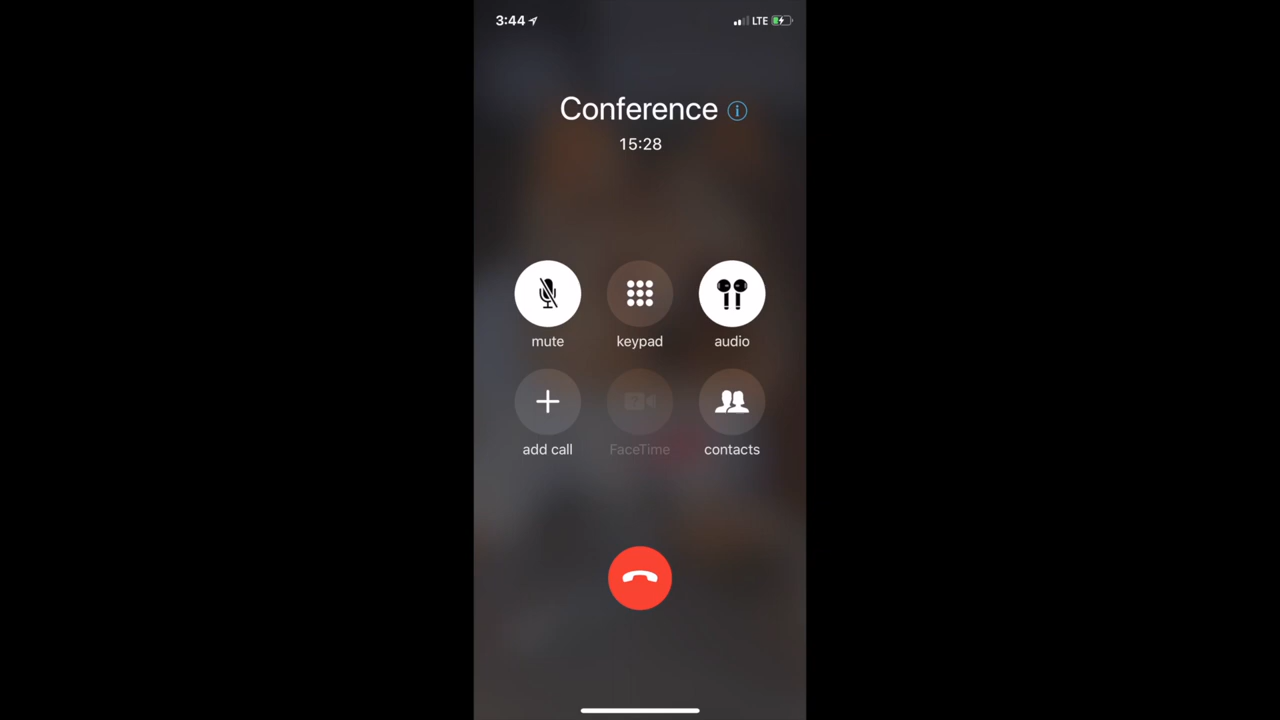 3:44 LTE
Conference
15:28
mute keypad audio
add call FaceTime contacts